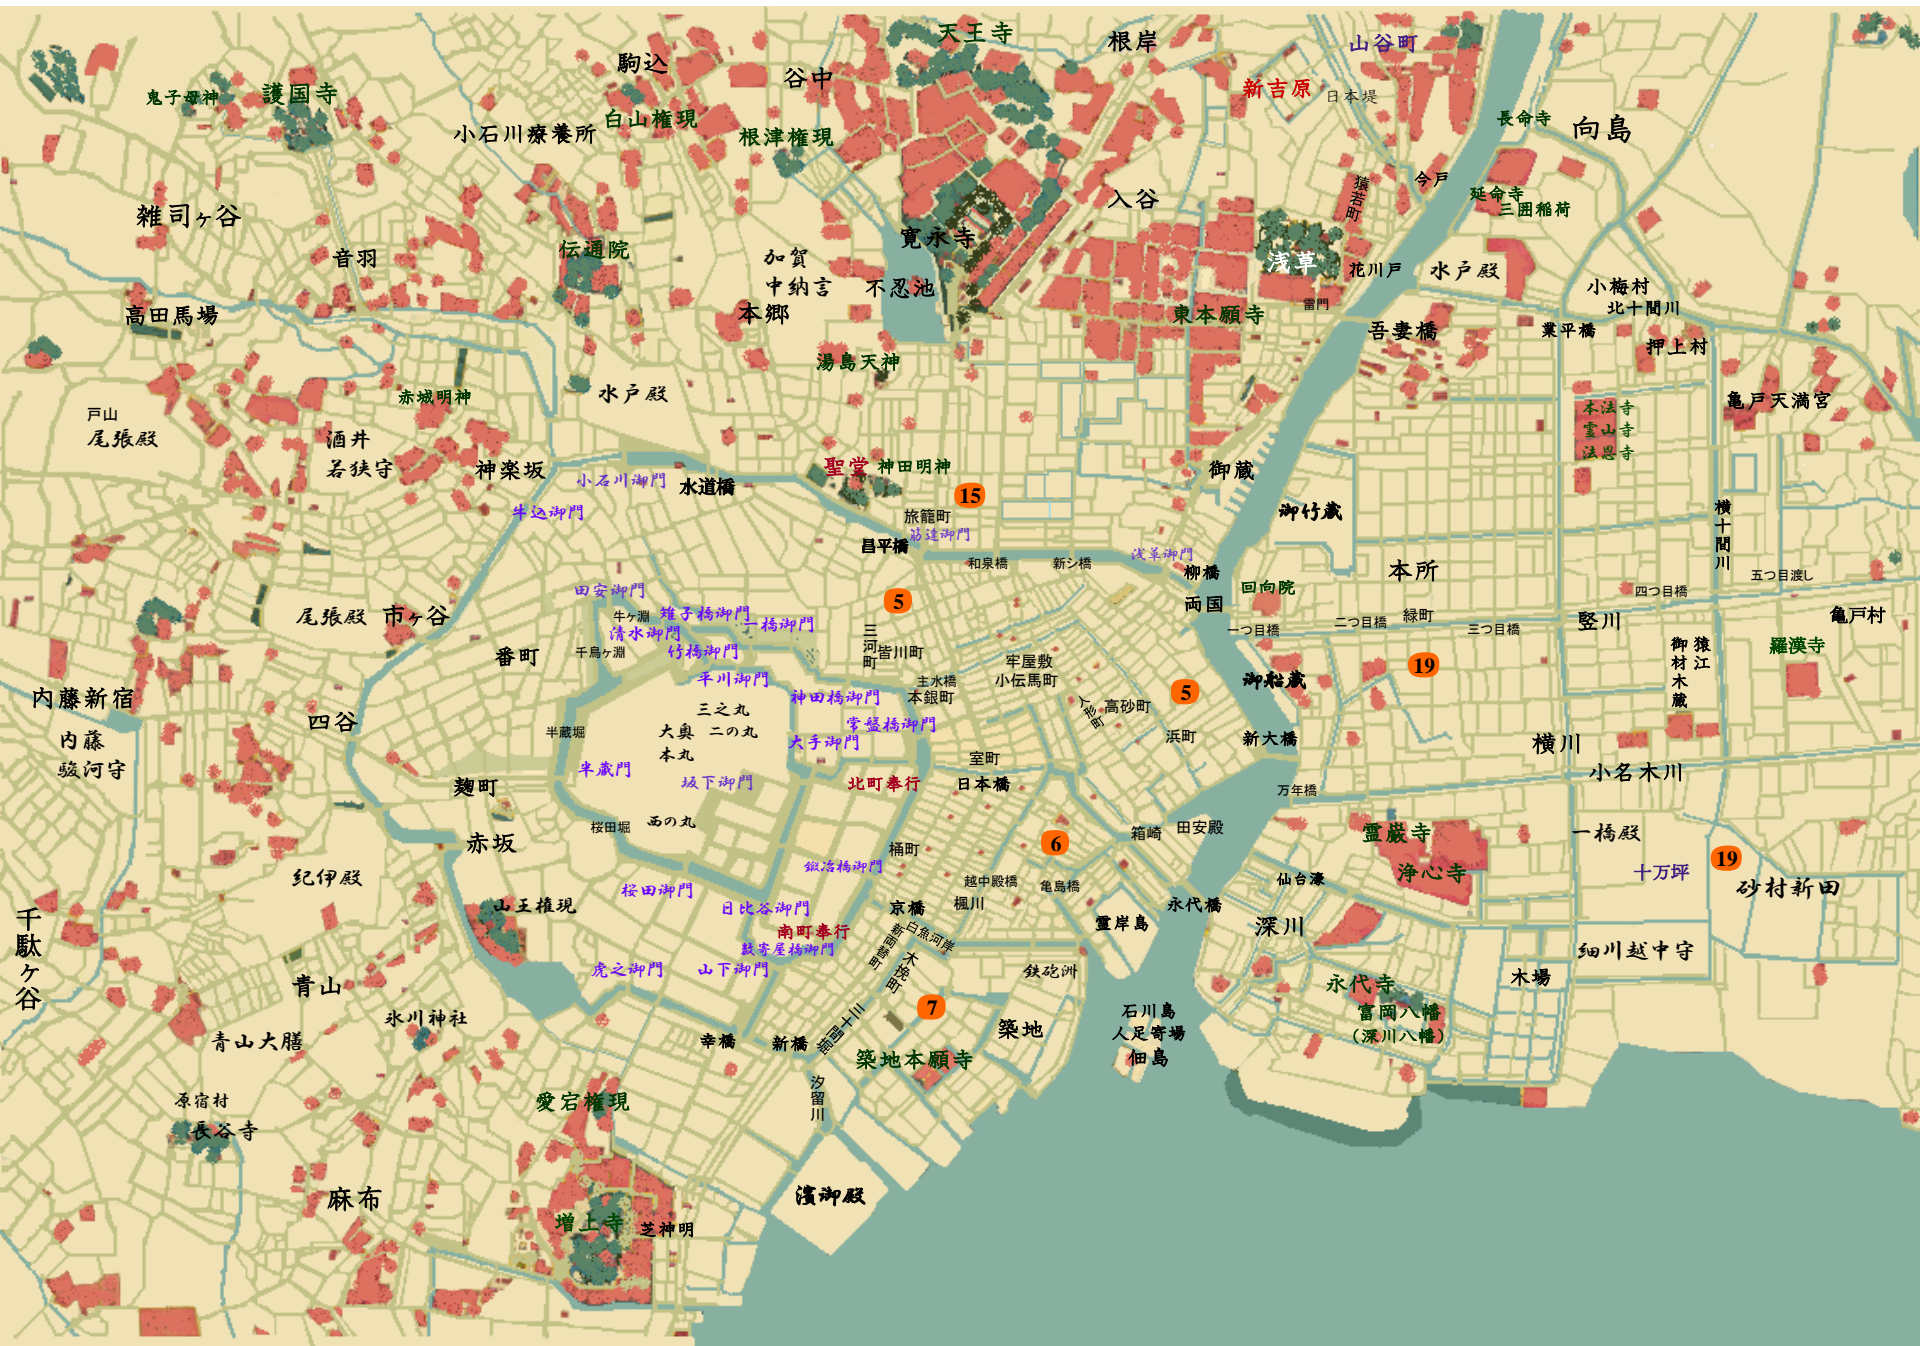 天王寺
根岸
山谷町
駒込
谷中
新吉原
日本堤
鬼子母神
護国寺
白山権現
小石川療養所
根津権現
長命寺
向島
雑司ヶ谷
入谷
猿若町
今戸
延命寺
三囲稲荷
音羽
伝通院
加賀
中納言
寛永寺
不忍池
浅草
花川戸
水戸殿
高田馬場
本郷
東本願寺
雷門
吾妻橋
小梅村
北十間川
業平橋
押上村
湯島天神
赤城明神
水戸殿
戸山
尾張殿
酒井
若狭守
本法寺
霊山寺
法恩寺
亀戸天満宮
神楽坂
小石川御門
水道橋
聖堂
神田明神
御蔵
牛込御門
15
旅籠町
筋違御門
昌平橋
和泉橋
新シ橋
浅草御門
柳橋
御竹蔵
横十間川
本所
五つ目渡し
四つ目橋
田安御門
5
両国
回向院
尾張殿
市ヶ谷
牛ヶ淵
雉子橋御門
一橋御門
清水御門
一つ目橋
二つ目橋
緑町
三つ目橋
竪川
亀戸村
番町
千鳥ヶ淵
竹橋御門
三河町
皆川町
牢屋敷
小伝馬町
19
御材木蔵
猿江
羅漢寺
平川御門
主水橋
本銀町
5
御船蔵
内藤新宿
四谷
神田橋御門
人形町
高砂町
三之丸
大奥
二の丸
本丸
常盤橋御門
大手御門
半蔵堀
浜町
新大橋
横川
内藤
駿河守
半蔵門
室町
小名木川
麹町
坂下御門
北町奉行
日本橋
万年橋
桜田堀
西の丸
赤坂
桶町
6
箱崎
田安殿
霊巌寺
一橋殿
紀伊殿
鍛冶橋御門
越中殿橋
亀島橋
仙台濠
浄心寺
十万坪
19
砂村新田
桜田御門
山王権現
日比谷御門
京橋
楓川
霊岸島
永代橋
深川
千駄ヶ谷
南町奉行
数寄屋橋御門
新両替町
白魚河岸
細川越中守
虎之御門
山下御門
木挽町
鉄砲洲
木場
青山
永代寺
7
三十間堀
築地
石川島
人足寄場
佃島
富岡八幡
(深川八幡)
氷川神社
青山大膳
幸橋
新橋
築地本願寺
汐留川
原宿村
長谷寺
愛宕権現
麻布
濱御殿
増上寺
芝神明